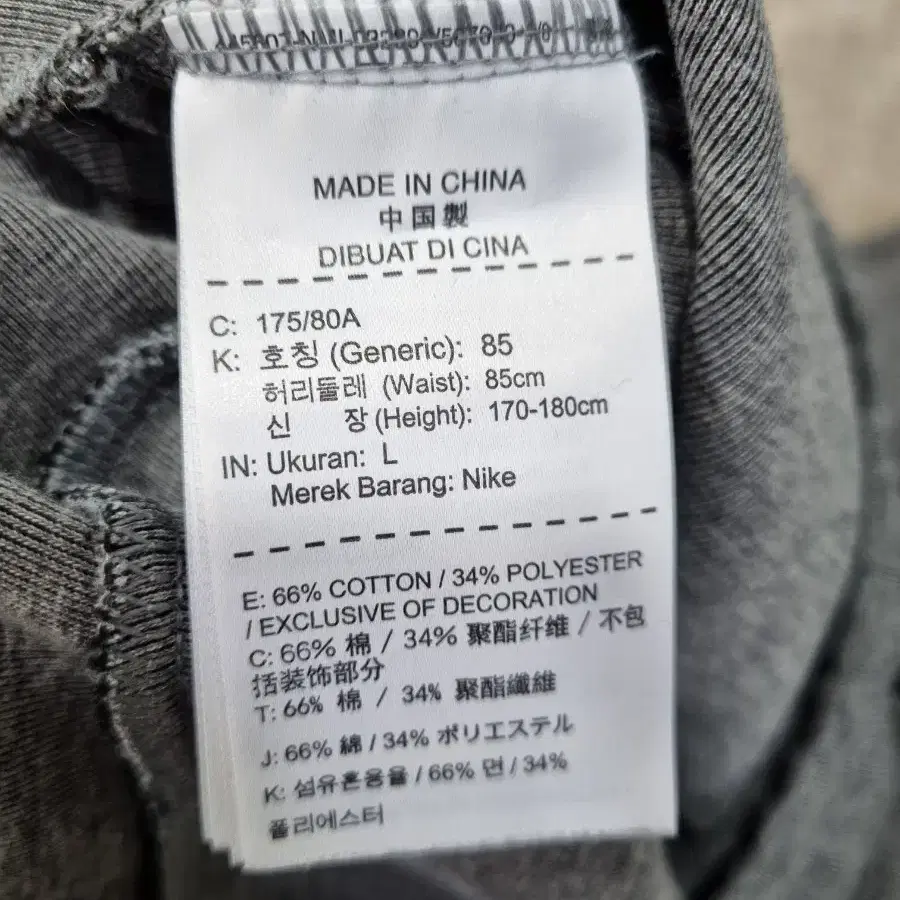 MADE IN CHINA
中国製
DIBUAT DI CINA
C: 175/80A
K: 호칭 (Generic): 85
허리둘레 (Waist): 85cm
신 장 (Height): 170-180cm
IN: Ukuran: L
Merek Barang: Nike
E: 66% COTTON / 34% POLYESTER
/ EXCLUSIVE OF DECORATION
C: 66% 棉 / 34% 聚酯纤维 / 不包
括装饰部分
T: 66% 棉 / 34% 聚酯纖維
J: 66% 綿 / 34% ポリエステル
K: 섬유혼용율 / 66% 면 / 34%
폴리에스터